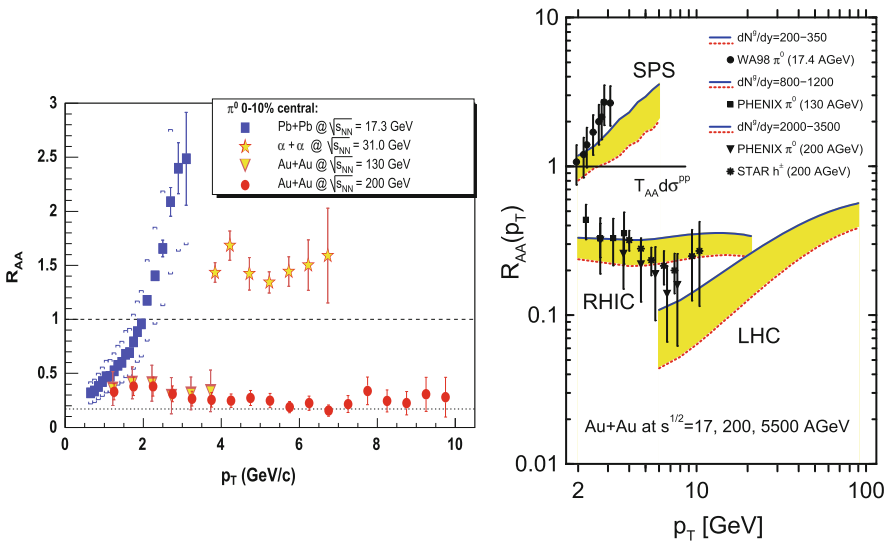 π⁰ 0-10% central:
Pb+Pb @ √sNN = 17.3 GeV
α + α @ √sNN = 31.0 GeV
Au+Au @ √sNN = 130 GeV
Au+Au @ √sNN = 200 GeV
3
2.5
2
1.5
1
0.5
0
RAA
0 2 4 6 8 10
pT (GeV/c)
10
1
0.1
0.01
RAA(pT)
dNᵍ/dy=200−350
WA98 π⁰ (17.4 AGeV)
dNᵍ/dy=800−1200
PHENIX π⁰ (130 AGeV)
dNᵍ/dy=2000−3500
PHENIX π⁰ (200 AGeV)
STAR h± (200 AGeV)
SPS
TAAdσᵖᵖ
RHIC
LHC
Au+Au at s¹ᐟ²=17, 200, 5500 AGeV
2 10 100
pT [GeV]